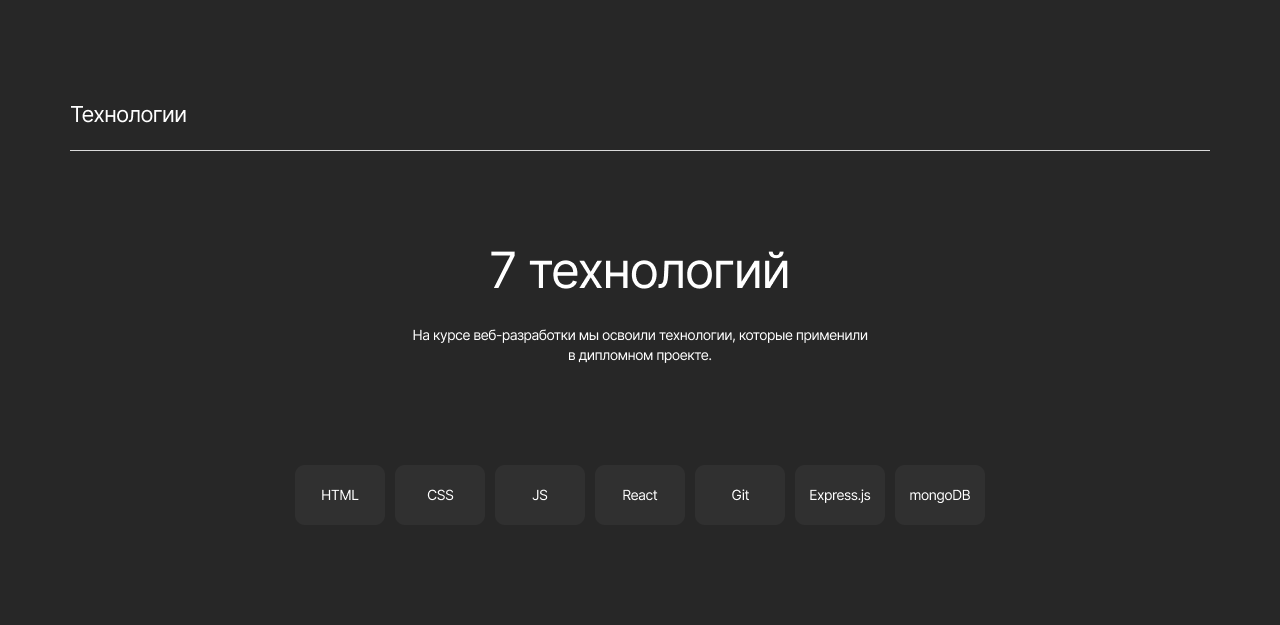 Технологии
7 технологий
На курсе веб-разработки мы освоили технологии, которые применили
в дипломном проекте.
HTML
CSS
JS
React
Git
Express.js
mongoDB